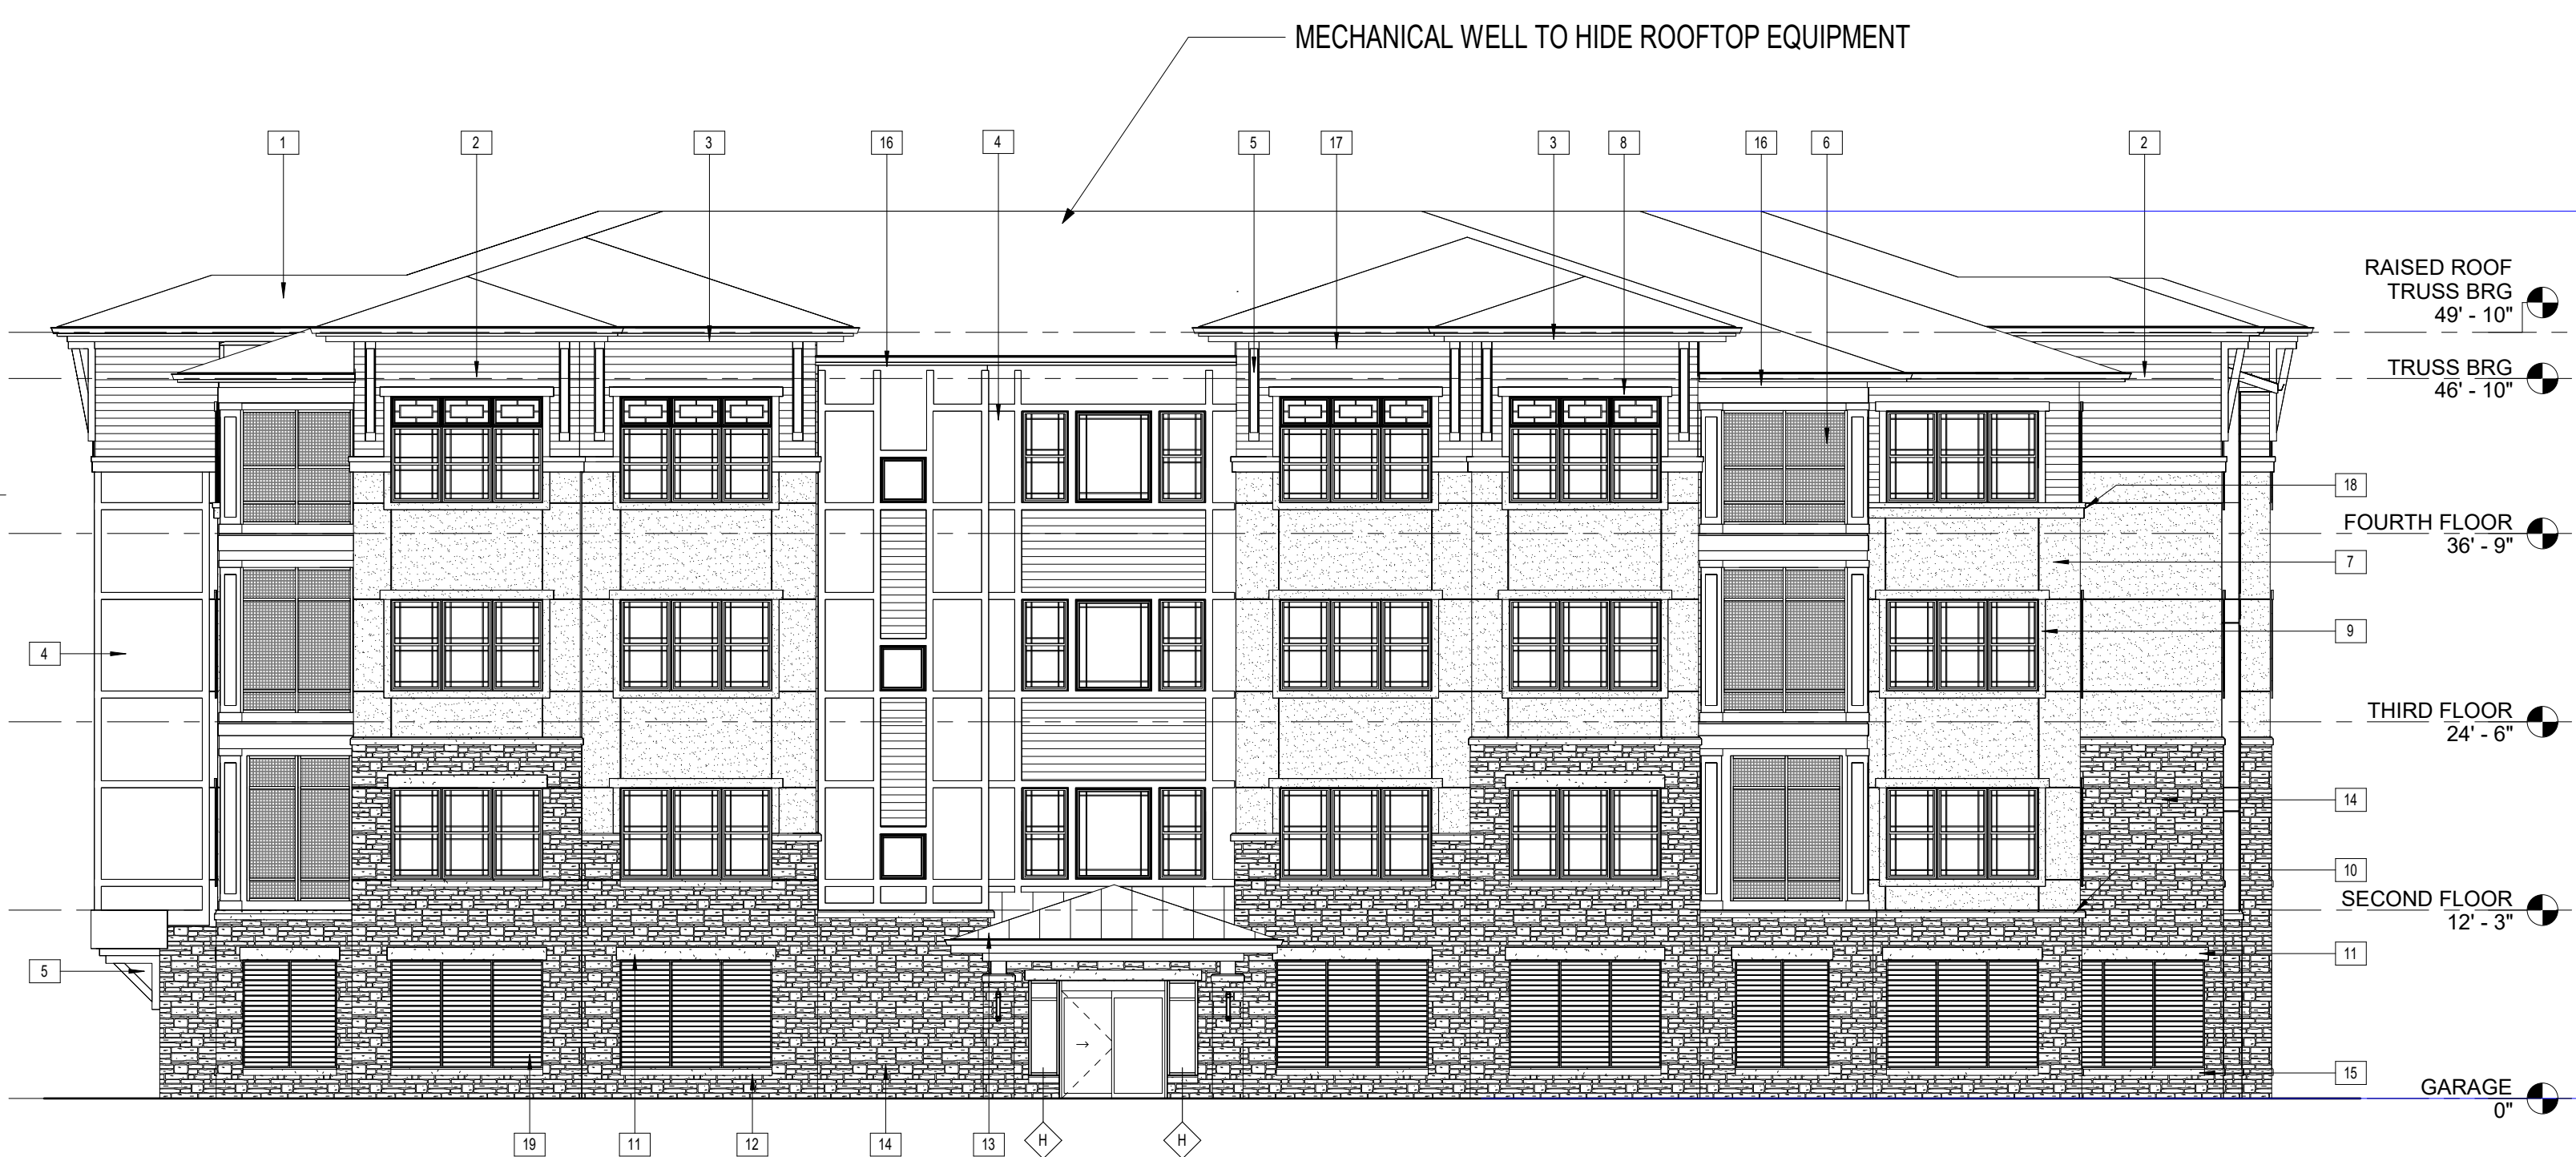 MECHANICAL WELL TO HIDE ROOFTOP EQUIPMENT
1
2
3
16
4
5
17
3
8
16
6
2
RAISED ROOF
TRUSS BRG
49' - 10"
TRUSS BRG
46' - 10"
18
FOURTH FLOOR
36' - 9"
7
9
4
THIRD FLOOR
24' - 6"
14
10
SECOND FLOOR
12' - 3"
11
5
15
GARAGE
0"
19
11
12
14
13
H
H